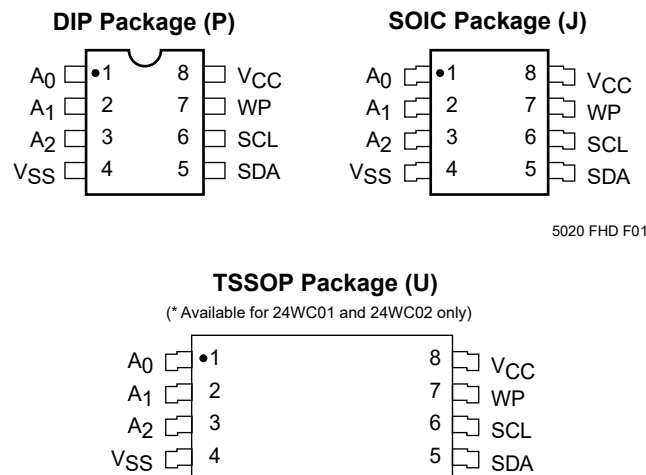 DIP Package (P)
A0 1 8 VCC
A1 2 7 WP
A2 3 6 SCL
VSS 4 5 SDA
SOIC Package (J)
A0 1 8 VCC
A1 2 7 WP
A2 3 6 SCL
VSS 4 5 SDA
5020 FHD F01
TSSOP Package (U)
(* Available for 24WC01 and 24WC02 only)
A0 1 8 VCC
A1 2 7 WP
A2 3 6 SCL
VSS 4 5 SDA